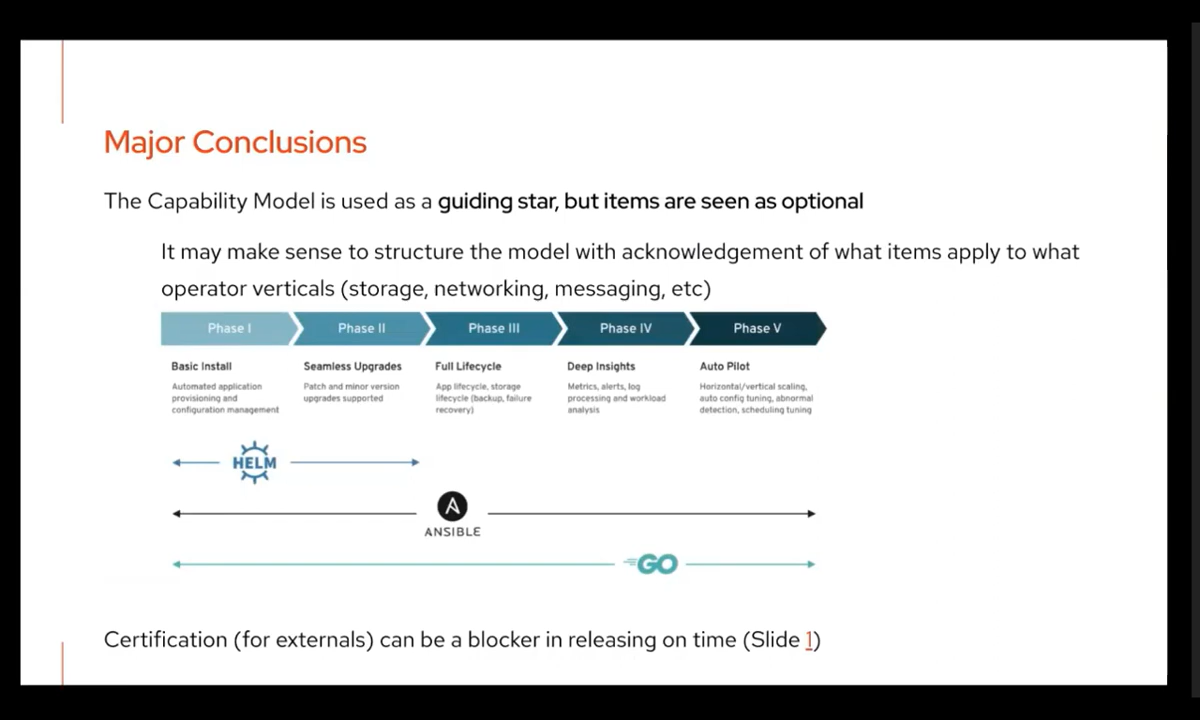 Major Conclusions
The Capability Model is used as a guiding star, but items are seen as optional
It may make sense to structure the model with acknowledgement of what items apply to what
operator verticals (storage, networking, messaging, etc)
Phase I
Phase II
Phase III
Phase IV
Phase V
Basic Install
Automated application
provisioning and
configuration management
Seamless Upgrades
Patch and minor version
upgrades supported
Full Lifecycle
App lifecycle, storage
lifecycle (backup, failure
recovery)
Deep Insights
Metrics, alerts, log
processing and workload
analysis
Auto Pilot
Horizontal/vertical scaling,
auto config tuning, abnormal
detection, scheduling tuning
HELM
A
ANSIBLE
GO
Certification (for externals) can be a blocker in releasing on time (Slide 1)